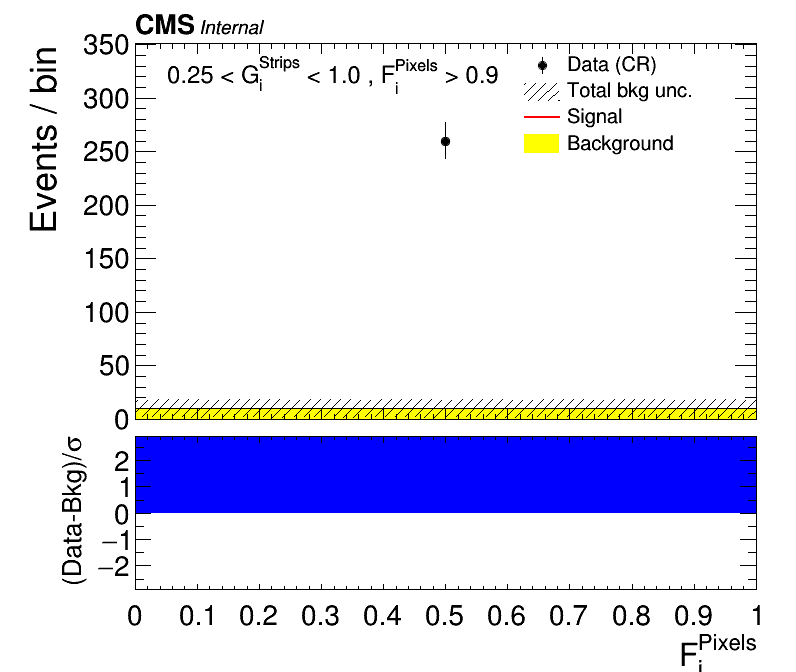 CMS Internal
0.25 < G_i^Strips < 1.0 , F_i^Pixels > 0.9
Data (CR)
Total bkg unc.
Signal
Background
Events / bin
350
300
250
200
150
100
50
0
(Data-Bkg)/σ
2
1
0
−1
−2
0 0.1 0.2 0.3 0.4 0.5 0.6 0.7 0.8 0.9 1
F_i^Pixels